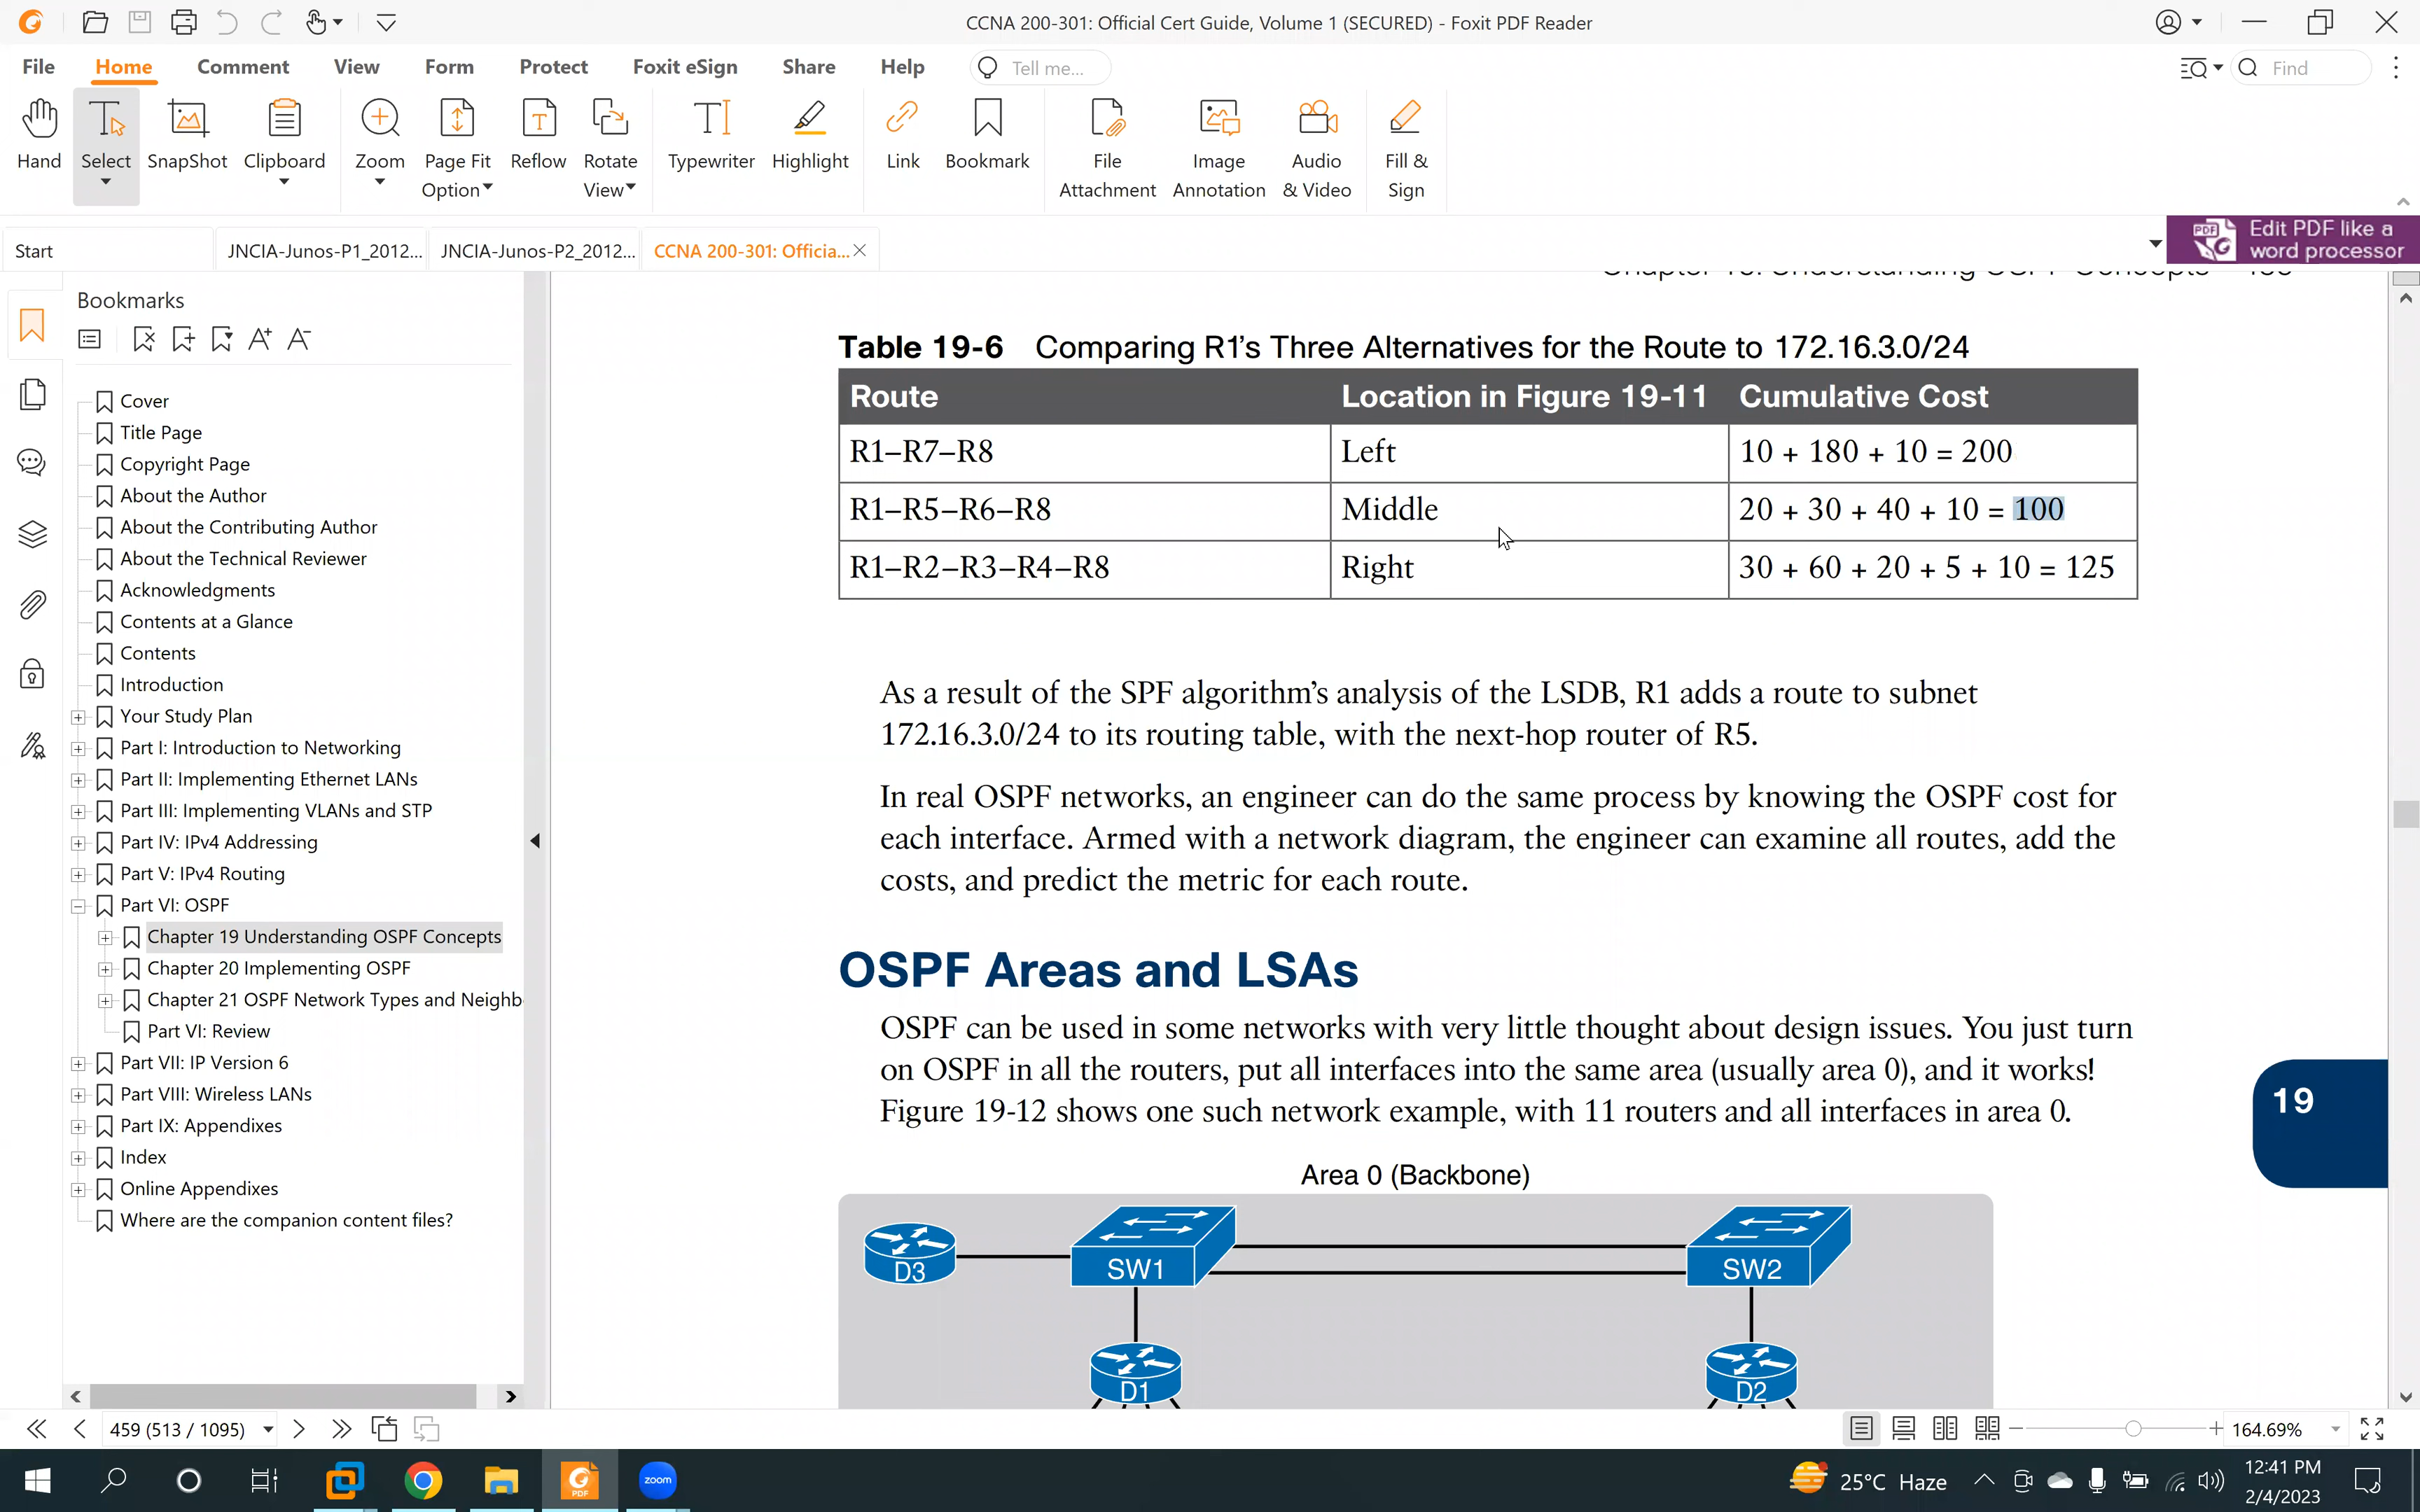 CCNA 200-301: Official Cert Guide, Volume 1 (SECURED) - Foxit PDF Reader
File Home Comment View Form Protect Foxit eSign Share Help Tell me... Find
Hand Select SnapShot Clipboard Zoom Page Fit Option Reflow Rotate View Typewriter Highlight Link Bookmark File Attachment Image Annotation Audio & Video Fill & Sign
Start JNCIA-Junos-P1_2012... JNCIA-Junos-P2_2012... CCNA 200-301: Officia...
Edit PDF like a
word processor
Bookmarks
Cover
Title Page
Copyright Page
About the Author
About the Contributing Author
About the Technical Reviewer
Acknowledgments
Contents at a Glance
Contents
Introduction
Your Study Plan
Part I: Introduction to Networking
Part II: Implementing Ethernet LANs
Part III: Implementing VLANs and STP
Part IV: IPv4 Addressing
Part V: IPv4 Routing
Part VI: OSPF
Chapter 19 Understanding OSPF Concepts
Chapter 20 Implementing OSPF
Chapter 21 OSPF Network Types and Neighb
Part VI: Review
Part VII: IP Version 6
Part VIII: Wireless LANs
Part IX: Appendixes
Index
Online Appendixes
Where are the companion content files?
Table 19-6 Comparing R1's Three Alternatives for the Route to 172.16.3.0/24
Route Location in Figure 19-11 Cumulative Cost
R1–R7–R8 Left 10 + 180 + 10 = 200
R1–R5–R6–R8 Middle 20 + 30 + 40 + 10 = 100
R1–R2–R3–R4–R8 Right 30 + 60 + 20 + 5 + 10 = 125
As a result of the SPF algorithm's analysis of the LSDB, R1 adds a route to subnet
172.16.3.0/24 to its routing table, with the next-hop router of R5.
In real OSPF networks, an engineer can do the same process by knowing the OSPF cost for
each interface. Armed with a network diagram, the engineer can examine all routes, add the
costs, and predict the metric for each route.
OSPF Areas and LSAs
OSPF can be used in some networks with very little thought about design issues. You just turn
on OSPF in all the routers, put all interfaces into the same area (usually area 0), and it works!
Figure 19-12 shows one such network example, with 11 routers and all interfaces in area 0.
19
Area 0 (Backbone)
D3 SW1 SW2
D1 D2
459 (513 / 1095) 164.69%
zoom
PDF
25°C Haze
12:41 PM
2/4/2023